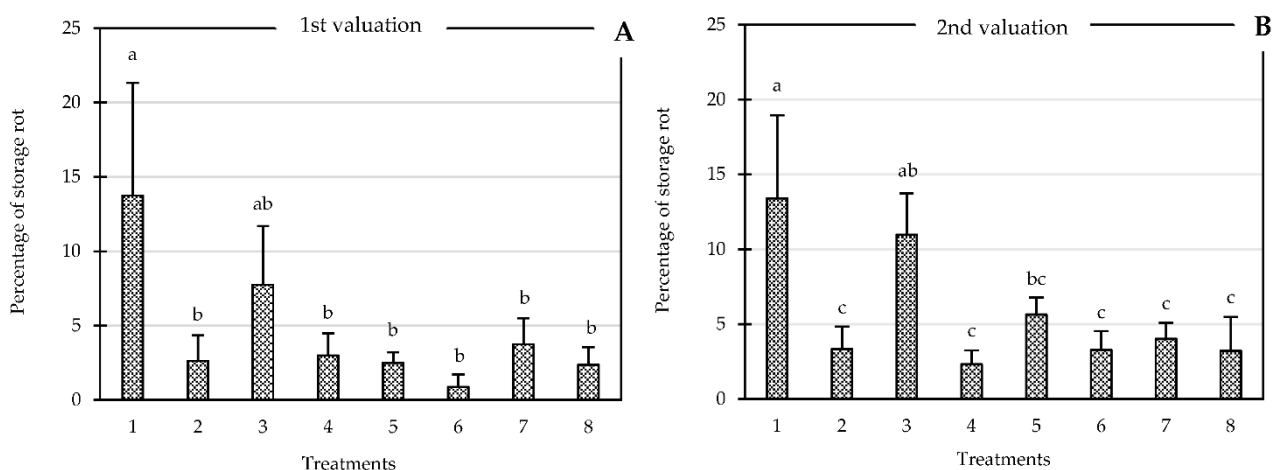 1st valuation
A
Percentage of storage rot
25
20
15
10
5
0
a
b
ab
b
b
b
b
b
1 2 3 4 5 6 7 8
Treatments
2nd valuation
B
Percentage of storage rot
25
20
15
10
5
0
a
c
ab
c
bc
c
c
c
1 2 3 4 5 6 7 8
Treatments